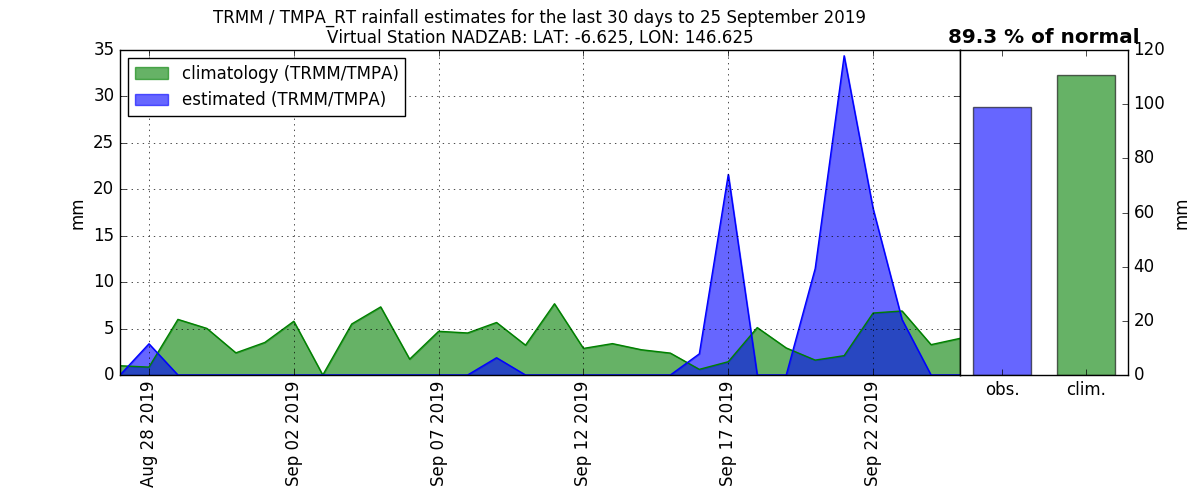 TRMM / TMPA_RT rainfall estimates for the last 30 days to 25 September 2019
Virtual Station NADZAB: LAT: -6.625, LON: 146.625
89.3 % of normal
climatology (TRMM/TMPA)
estimated (TRMM/TMPA)
35
30
25
20
15
10
5
0
mm
Aug 28 2019
Sep 02 2019
Sep 07 2019
Sep 12 2019
Sep 17 2019
Sep 22 2019
120
100
80
60
40
20
0
mm
obs.
clim.